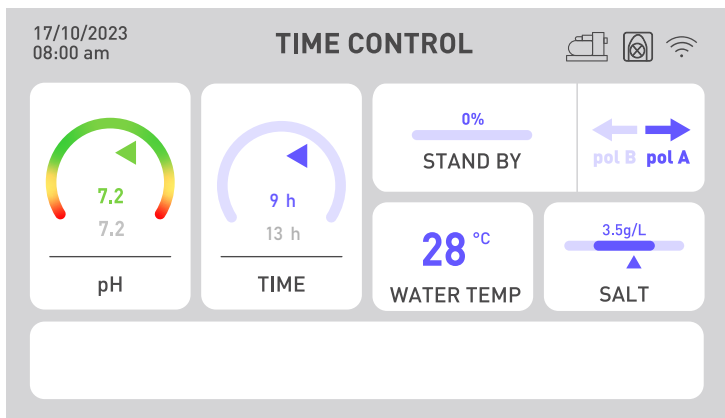 17/10/2023
08:00 am
TIME CONTROL
7.2
7.2
pH
9 h
13 h
TIME
0%
STAND BY
pol B pol A
28 °C
WATER TEMP
3.5g/L
SALT